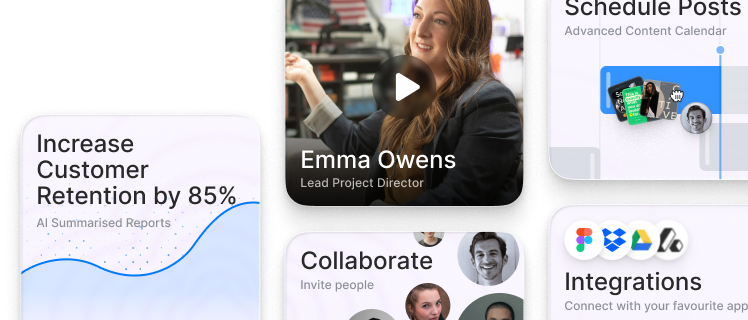 Increase
Customer
Retention by 85%
AI Summarised Reports
Emma Owens
Lead Project Director
Collaborate
Invite people
Schedule Posts
Advanced Content Calendar
Integrations
Connect with your favourite app